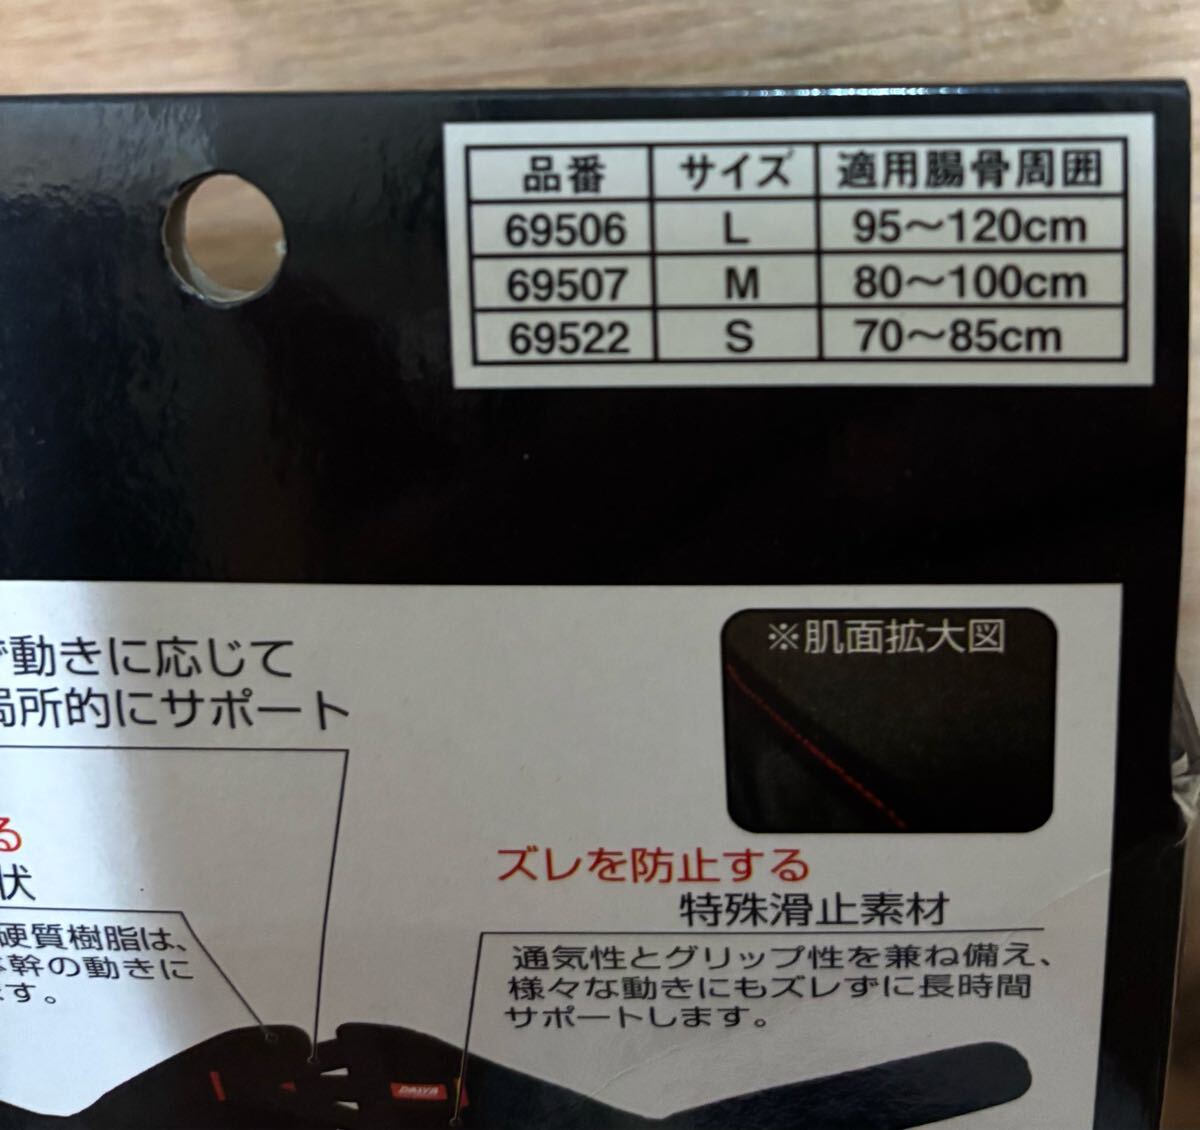 品番 サイズ 適用腸骨周囲
69506 L 95〜120cm
69507 M 80〜100cm
69522 S 70〜85cm
動きに応じて
局所的にサポート
※肌面拡大図
る
状
硬質樹脂は、
幹の動きに
ます。
ズレを防止する
特殊滑止素材
通気性とグリップ性を兼ね備え、
様々な動きにもズレずに長時間
サポートします。
DAIYA